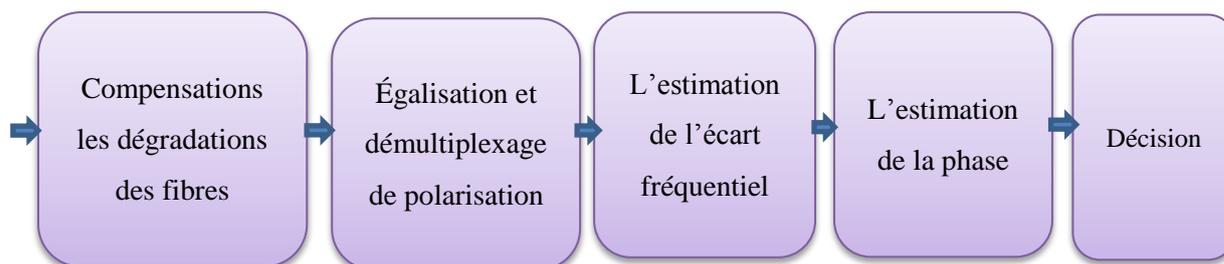 Compensations
les dégradations
des fibres
Égalisation et
démultiplexage
de polarisation
L’estimation
de l’écart
fréquentiel
L’estimation
de la phase
Décision